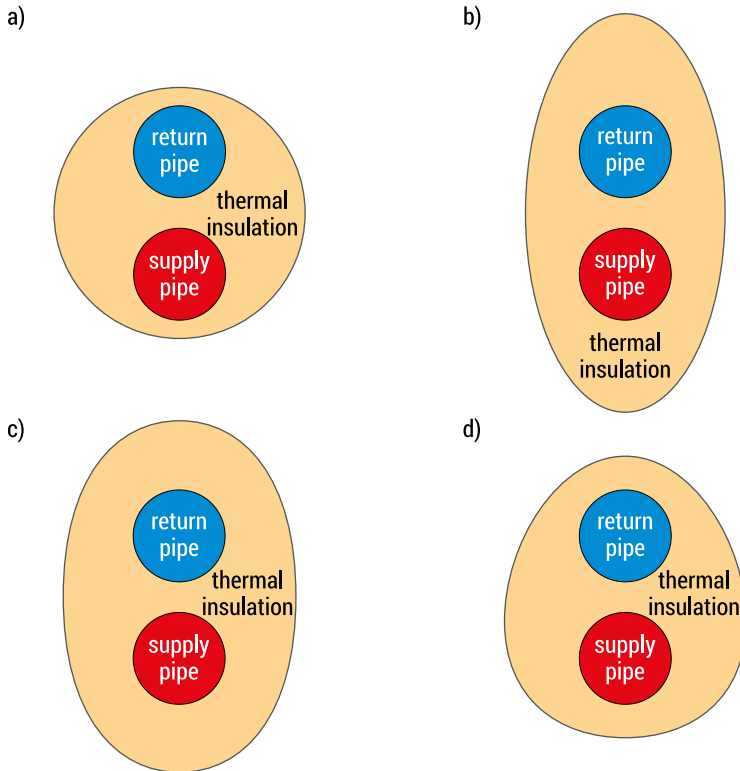 a)
return
pipe
thermal
insulation
supply
pipe
b)
return
pipe
supply
pipe
thermal
insulation
c)
return
pipe
thermal
insulation
supply
pipe
d)
return
pipe
thermal
insulation
supply
pipe